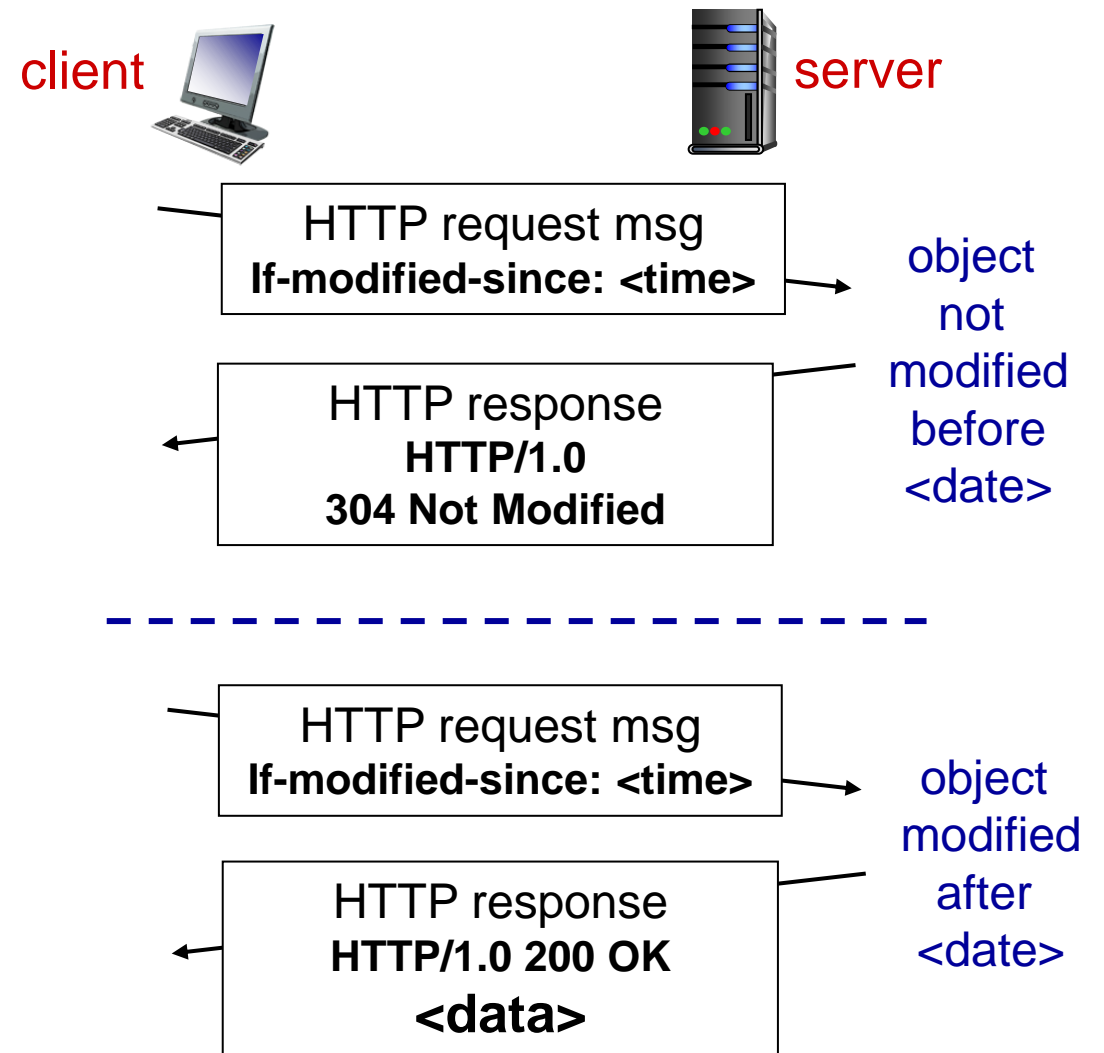 client
server
HTTP request msg
If-modified-since: <time>
object
not
modified
before
<date>
HTTP response
HTTP/1.0
304 Not Modified
HTTP request msg
If-modified-since: <time>
object
modified
after
<date>
HTTP response
HTTP/1.0 200 OK
<data>